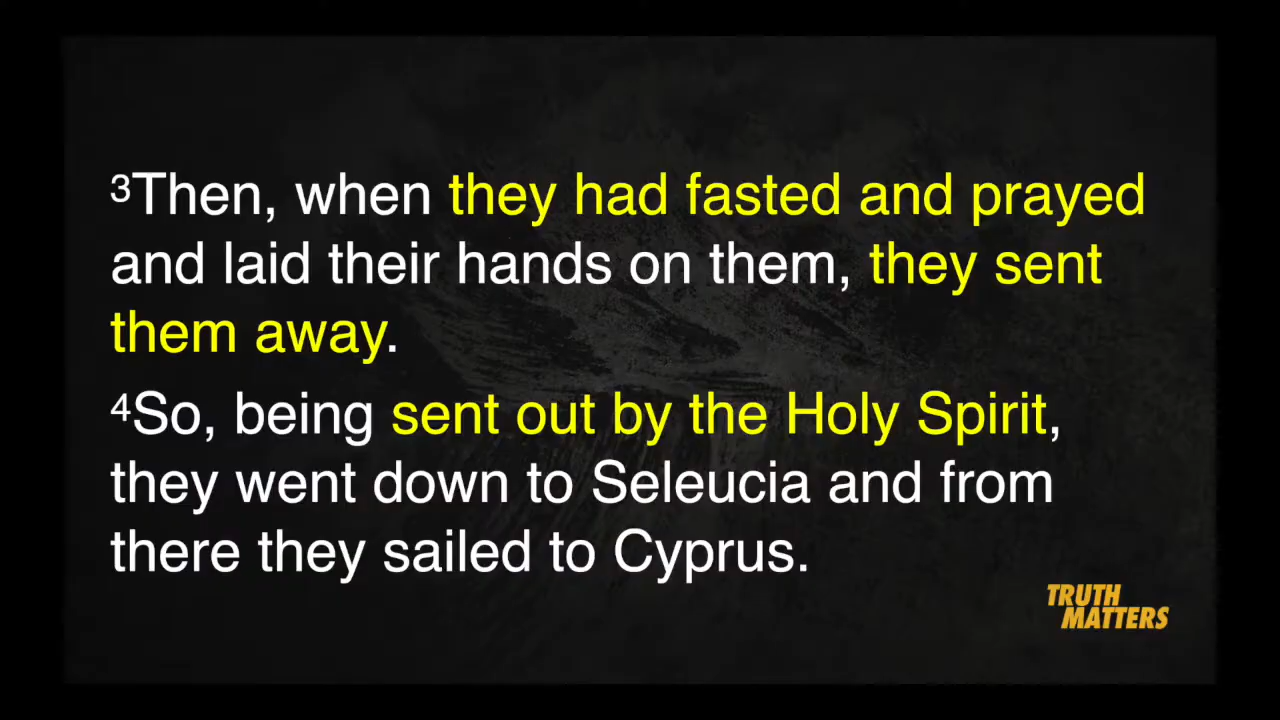 ³Then, when they had fasted and prayed
and laid their hands on them, they sent
them away.
⁴So, being sent out by the Holy Spirit,
they went down to Seleucia and from
there they sailed to Cyprus.
TRUTH
MATTERS